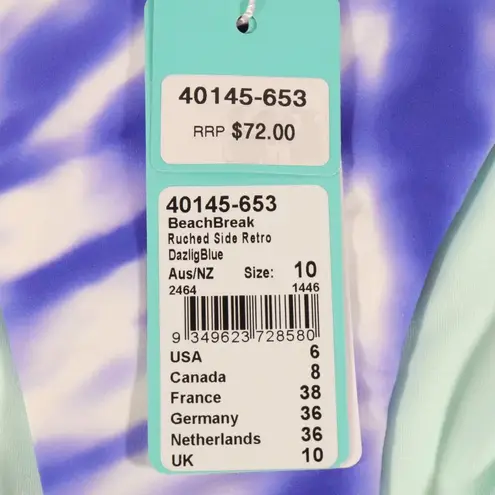 40145-653
RRP $72.00
40145-653
BeachBreak
Ruched Side Retro
DazligBlue
Aus/NZ Size: 10
2464 1446
9 349623 728580
USA 6
Canada 8
France 38
Germany 36
Netherlands 36
UK 10